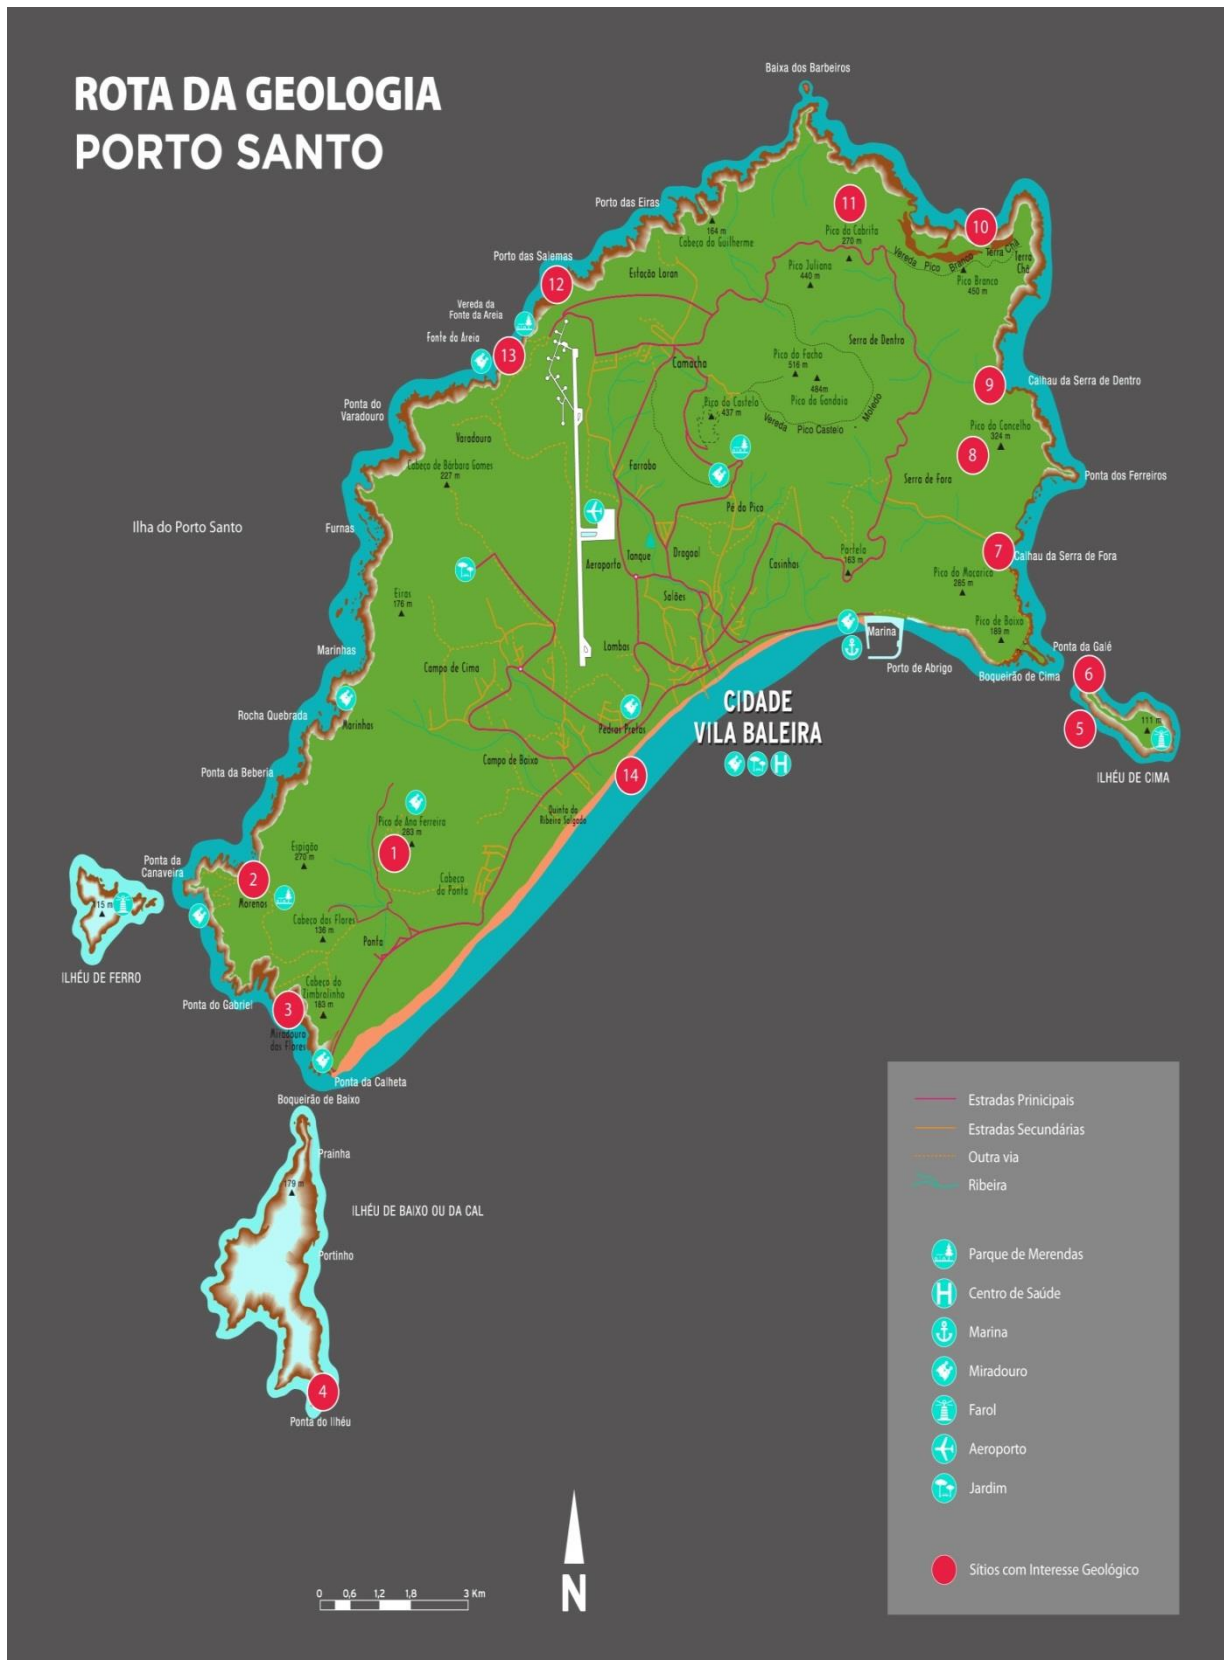 ROTA DA GEOLOGIA
PORTO SANTO
Baixa dos Barbeiros
Porto das Eiras
11
10
164 m
Cabeço da Guilherme
Pico da Cabrita
270 m
Vereda Pico Branco - Terra Chã
Terra Chã
Porto das Salemas
Estação Loran
Pico Juliana
440 m
Pico Branco
450 m
12
Vereda da
Fonte da Areia
Fonte da Areia
13
Serra de Dentro
Camacha
Pico do Facho
516 m
484m
Pico da Gandaia
9
Calhau da Serra de Dentro
Ponta do
Varadouro
Varadouro
Pico do Castelo
437 m
Vereda Pico Castelo - Moledo
Pico do Concelho
324 m
8
Cabeço de Bárbara Gomes
227 m
Farrobo
Serra de Fora
Ponta dos Ferreiros
Ilha do Porto Santo
Furnas
Pé do Pico
Aeroporto
Tanque
Dragoal
Casinhas
Portela
163 m
7
Calhau da Serra de Fora
Pico do Macarico
285 m
Eiras
176 m
Salões
Pico de Baixo
189 m
Marina
Marinhas
Lombas
Porto de Abrigo
Ponta da Galé
Boqueirão de Cima
6
Campo de Cima
Rocha Quebrada
Marinhas
CIDADE
VILA BALEIRA
Pedras Pretas
5
111 m
ILHÉU DE CIMA
Ponta da Beberia
Campo de Baixo
14
Quinta da
Ribeira Salgada
Pico de Ana Ferreira
283 m
1
Espigão
270 m
Ponta da
Canaveira
2
Morenos
Cabeço
da Ponta
115 m
ILHÉU DE FERRO
Cabeço das Flores
136 m
Ponta
Cabeço do
Zimbralinho
183 m
Ponta do Gabriel
3
Miradouro
das Flores
Ponta da Calheta
Boqueirão de Baixo
Prainha
179 m
ILHÉU DE BAIXO OU DA CAL
Portinho
4
Ponta do Ilhéu
Estradas Prinicipais
Estradas Secundárias
Outra via
Ribeira
Parque de Merendas
H
Centro de Saúde
Marina
Miradouro
Farol
Aeroporto
Jardim
Sítios com Interesse Geológico
N
0 0,6 1,2 1,8 3 Km